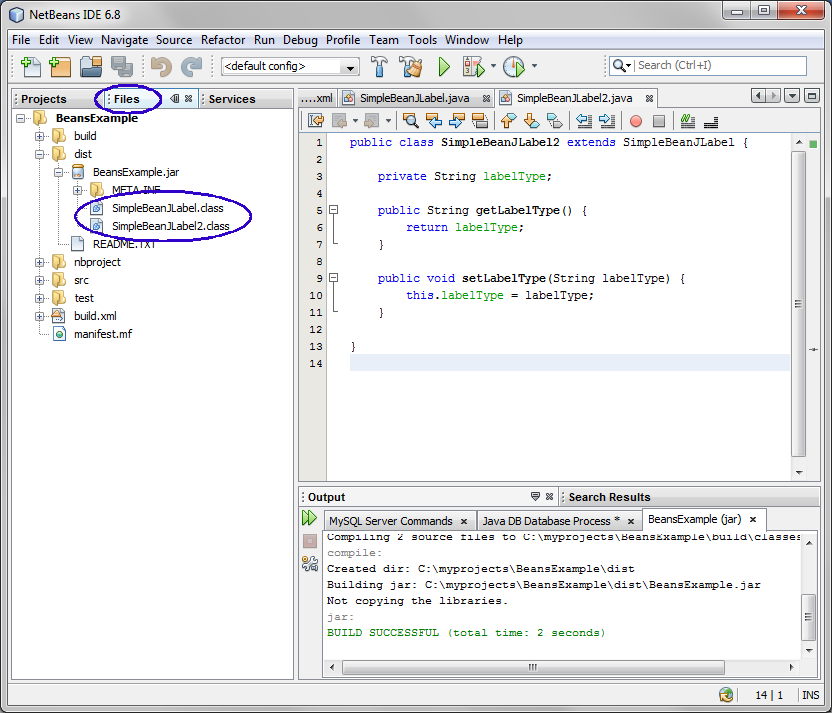 NetBeans IDE 6.8
File Edit View Navigate Source Refactor Run Debug Profile Team Tools Window Help
<default config>
Search (Ctrl+I)
Projects Files Services
BeansExample
build
dist
BeansExample.jar
META-INF
SimpleBeanJLabel.class
SimpleBeanJLabel2.class
README.TXT
nbproject
src
test
build.xml
manifest.mf
....xml SimpleBeanJLabel.java SimpleBeanJLabel2.java
1 public class SimpleBeanJLabel2 extends SimpleBeanJLabel {
2
3 private String labelType;
4
5 public String getLabelType() {
6 return labelType;
7 }
8
9 public void setLabelType(String labelType) {
10 this.labelType = labelType;
11 }
12
13 }
14
Output Search Results
MySQL Server Commands Java DB Database Process * BeansExample (jar)
Compiling 2 source files to C:\myprojects\BeansExample\build\classes
compile:
Created dir: C:\myprojects\BeansExample\dist
Building jar: C:\myprojects\BeansExample\dist\BeansExample.jar
Not copying the libraries.
jar:
BUILD SUCCESSFUL (total time: 2 seconds)
14 | 1 INS